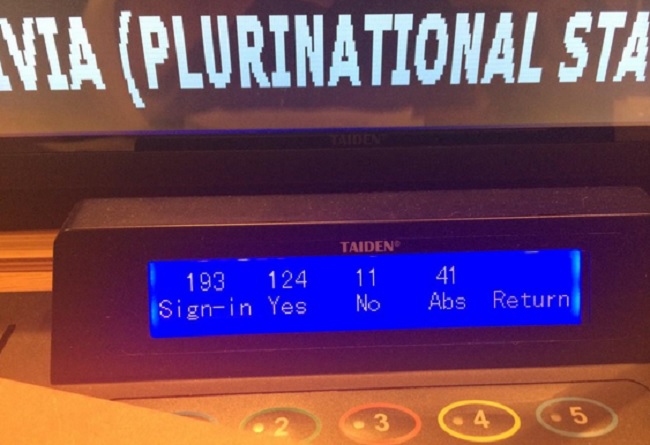 IVIA (PLURINATIONAL STA
TAIDEN
TAIDEN
193 124 11 41
Sign-in Yes No Abs Return
2 3 4 5